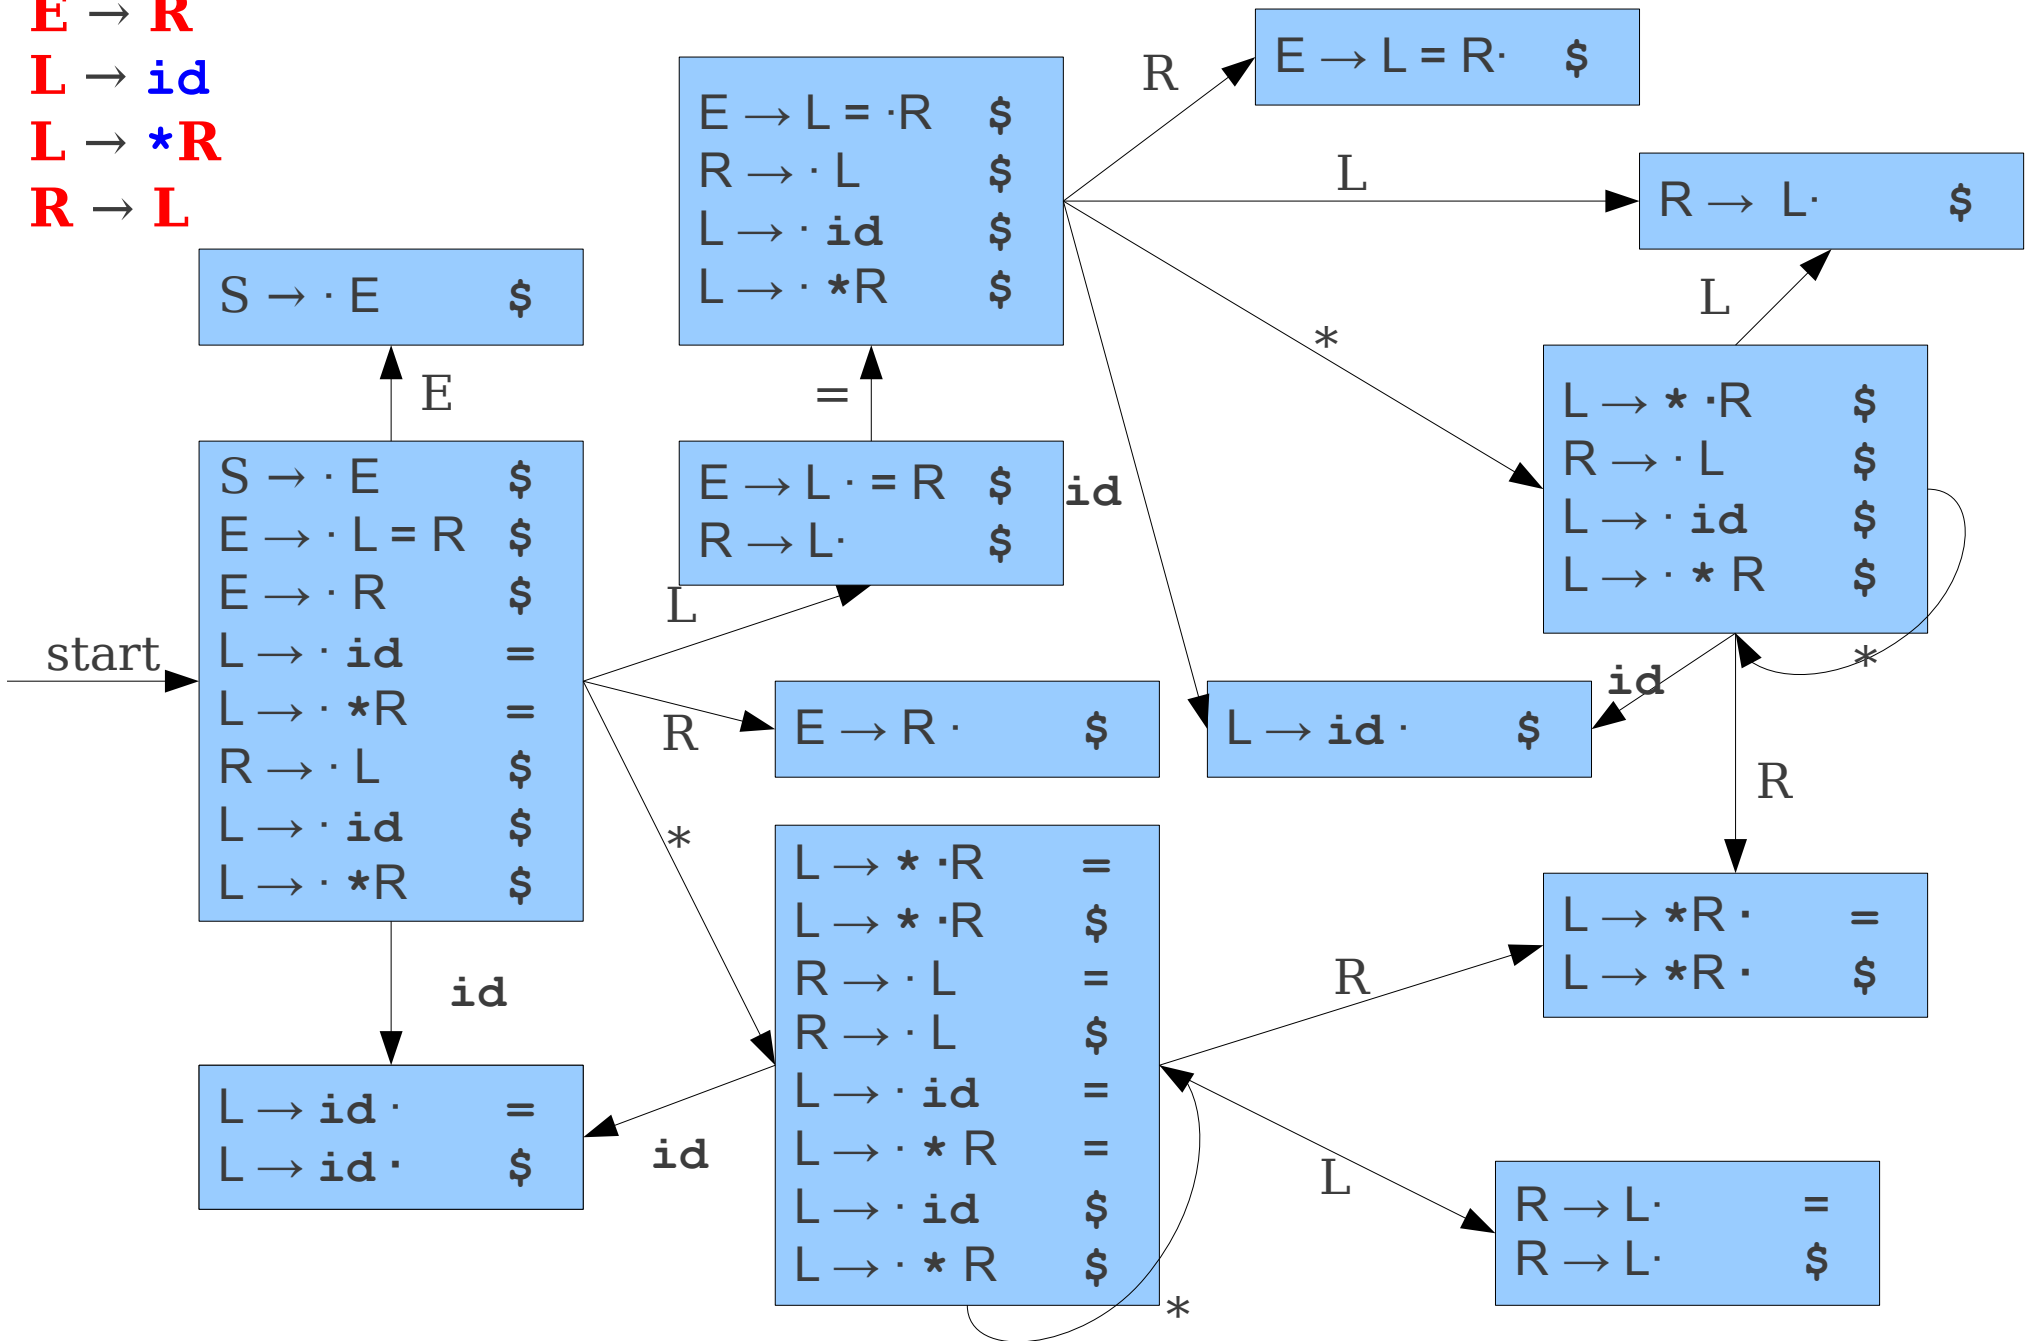 E → R
L → id
L → *R
R → L
S → · E $
E
start
S → · E $
E → · L = R $
E → · R $
L → · id =
L → · *R =
R → · L $
L → · id $
L → · *R $
id
L → id · =
L → id · $
E → L = ·R $
R → · L $
L → · id $
L → · *R $
=
E → L · = R $
R → L· $
L
R
E → R · $
*
L → * ·R =
L → * ·R $
R → · L =
R → · L $
L → · id =
L → · * R =
L → · id $
L → · * R $
id
*
R
E → L = R· $
L
R → L· $
*
id
L → id · $
L
L → * ·R $
R → · L $
L → · id $
L → · * R $
*
id
R
L → *R · =
L → *R · $
R
L
R → L· =
R → L· $